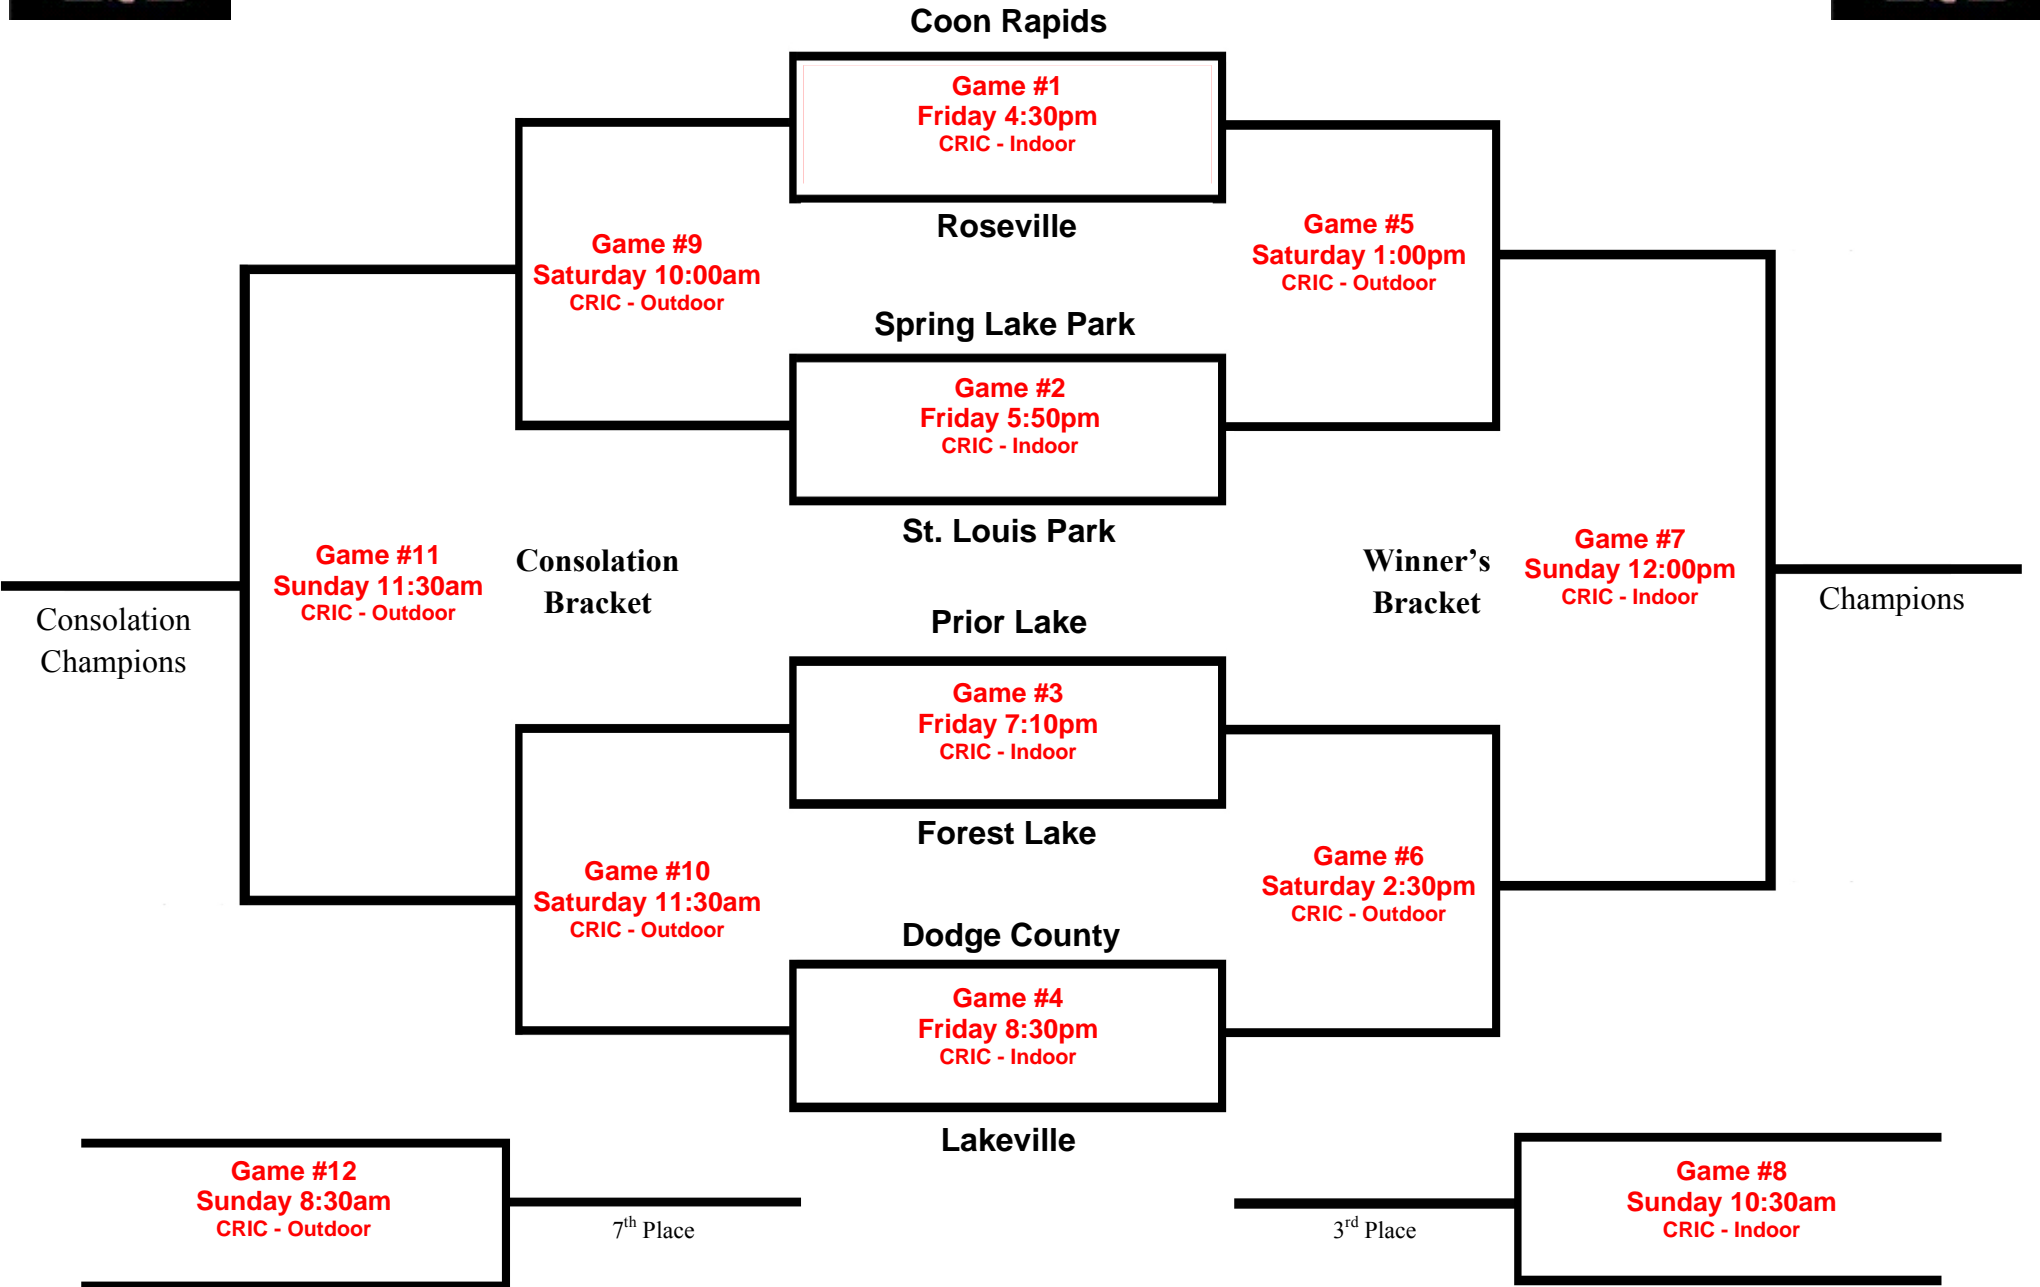 Coon Rapids
Game #1
Friday 4:30pm
CRIC - Indoor
Roseville
Game #9
Saturday 10:00am
CRIC - Outdoor
Game #5
Saturday 1:00pm
CRIC - Outdoor
Spring Lake Park
Game #2
Friday 5:50pm
CRIC - Indoor
St. Louis Park
Game #11
Sunday 11:30am
CRIC - Outdoor
Consolation
Bracket
Winner's
Bracket
Game #7
Sunday 12:00pm
CRIC - Indoor
Consolation
Champions
Champions
Prior Lake
Game #3
Friday 7:10pm
CRIC - Indoor
Forest Lake
Game #10
Saturday 11:30am
CRIC - Outdoor
Game #6
Saturday 2:30pm
CRIC - Outdoor
Dodge County
Game #4
Friday 8:30pm
CRIC - Indoor
Lakeville
Game #12
Sunday 8:30am
CRIC - Outdoor
7th Place
3rd Place
Game #8
Sunday 10:30am
CRIC - Indoor